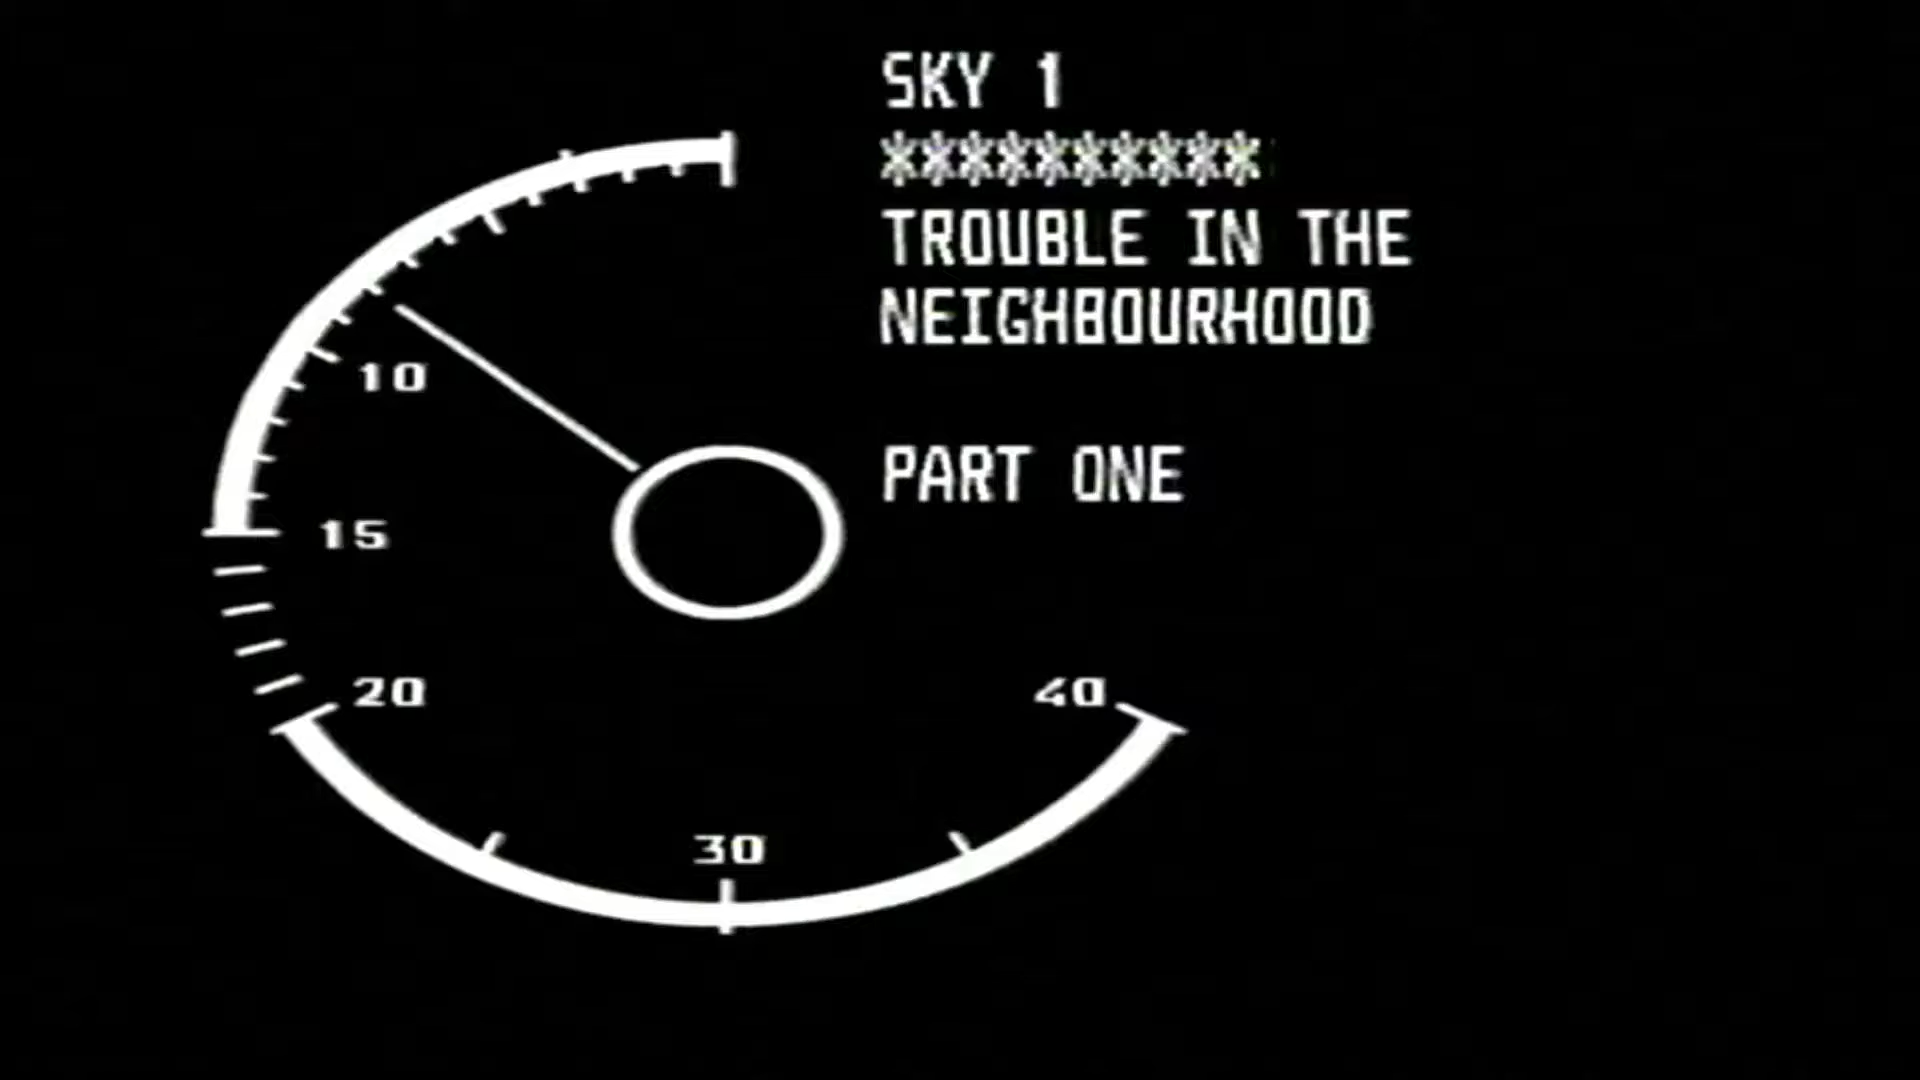 SKY 1
**********
TROUBLE IN THE
NEIGHBOURHOOD
PART ONE
10
15
20
40
30